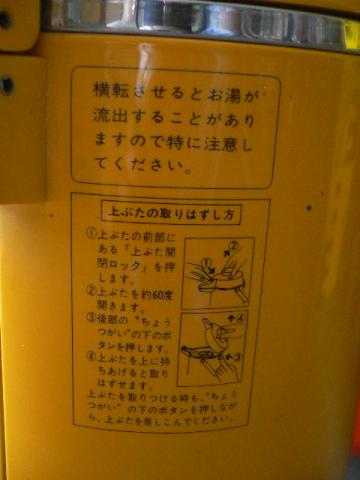 横転させるとお湯が
流出することがあり
ますので特に注意し
てください。
上ぶたの取りはずし方
①上ぶたの前部に
ある「上ぶた開
閉ロック」を押
します。
②上ぶたを約60度
開きます。
③後部の“ちょう
つがい”の下のボ
タンを押します。
④上ぶたを上に持
ちあげると取り
はずせます。
上ぶたを取りつける時も、“ちょう
つがい”の下のボタンを押しなが
ら、上ぶたを差しこんでください。
①
②
④
③